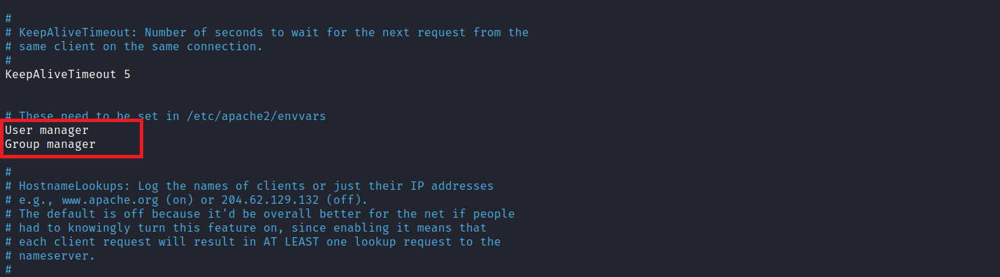 #
# KeepAliveTimeout: Number of seconds to wait for the next request from the
# same client on the same connection.
#
KeepAliveTimeout 5
# These need to be set in /etc/apache2/envvars
User manager
Group manager
#
# HostnameLookups: Log the names of clients or just their IP addresses
# e.g., www.apache.org (on) or 204.62.129.132 (off).
# The default is off because it'd be overall better for the net if people
# had to knowingly turn this feature on, since enabling it means that
# each client request will result in AT LEAST one lookup request to the
# nameserver.
#